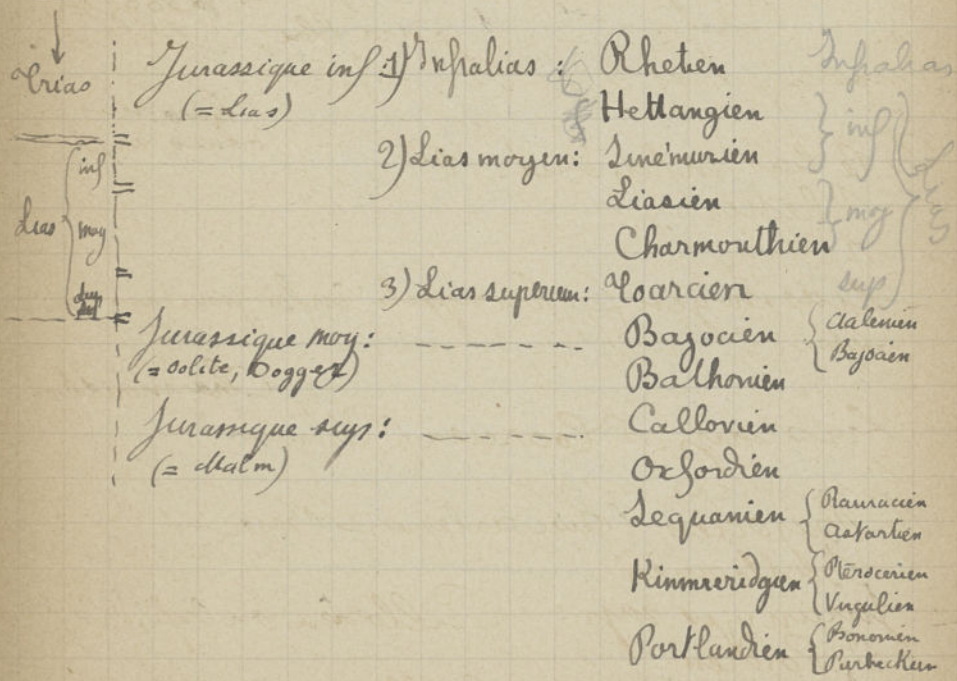 Trias
Jurassique inf 1) Infralias : Rhetien Infralias
(= Lias) Hettangien } inf
inf 2) Lias moyen: Sinémurien
Lias Liasien } moy Lias
moy Charmouthien
sup 3) Lias superieur: Toarcien sup
Jurassique moy: Bajocien { Aalenien
(= oolite, Dogger) Bajocien
Bathonien
Jurassique sup: Callovien
(= Malm) Oxfordien
Sequanien { Rauracien
Astartien
Kinmreridgien { Pterocerien
Virgulien
Portlandien { Bononien
Purbeckien